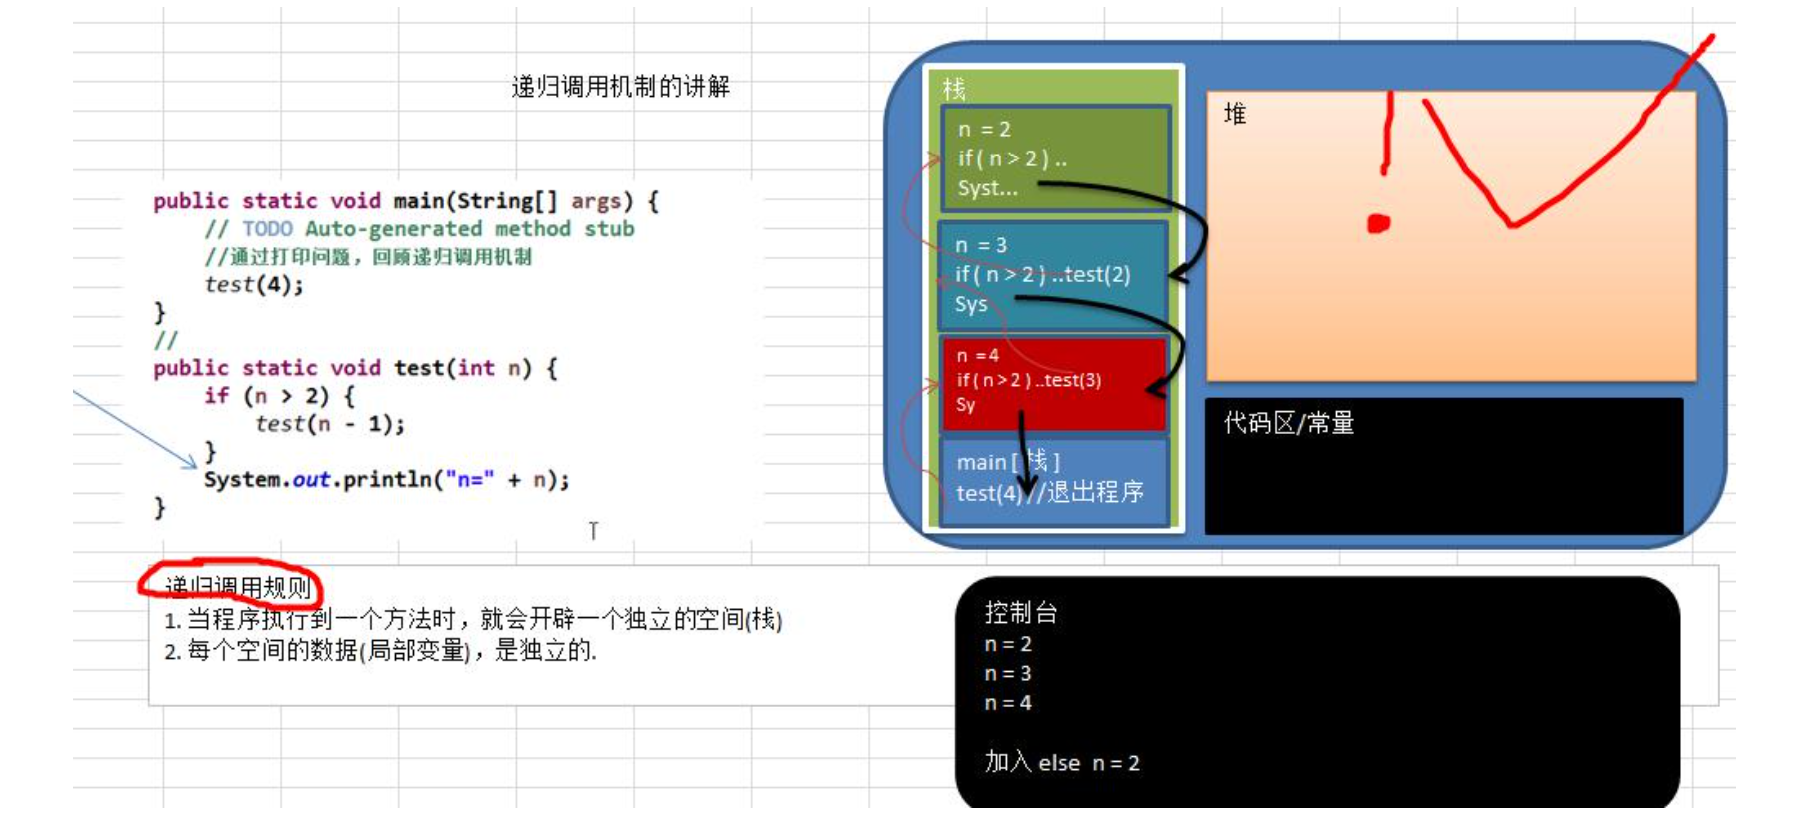 递归调用机制的讲解
public static void main(String[] args) {
// TODO Auto-generated method stub
//通过打印问题，回顾递归调用机制
test(4);
}
//
public static void test(int n) {
if (n > 2) {
test(n - 1);
}
System.out.println("n=" + n);
}
栈
n = 2
if ( n > 2 ) ..
Syst...
n = 3
if ( n > 2 ) ..test(2)
Sys
n = 4
if ( n > 2 ) ..test(3)
Sy
main [ 栈 ]
test(4) //退出程序
堆
代码区/常量
递归调用规则
1. 当程序执行到一个方法时，就会开辟一个独立的空间(栈)
2. 每个空间的数据(局部变量)，是独立的.
控制台
n = 2
n = 3
n = 4
加入 else n = 2